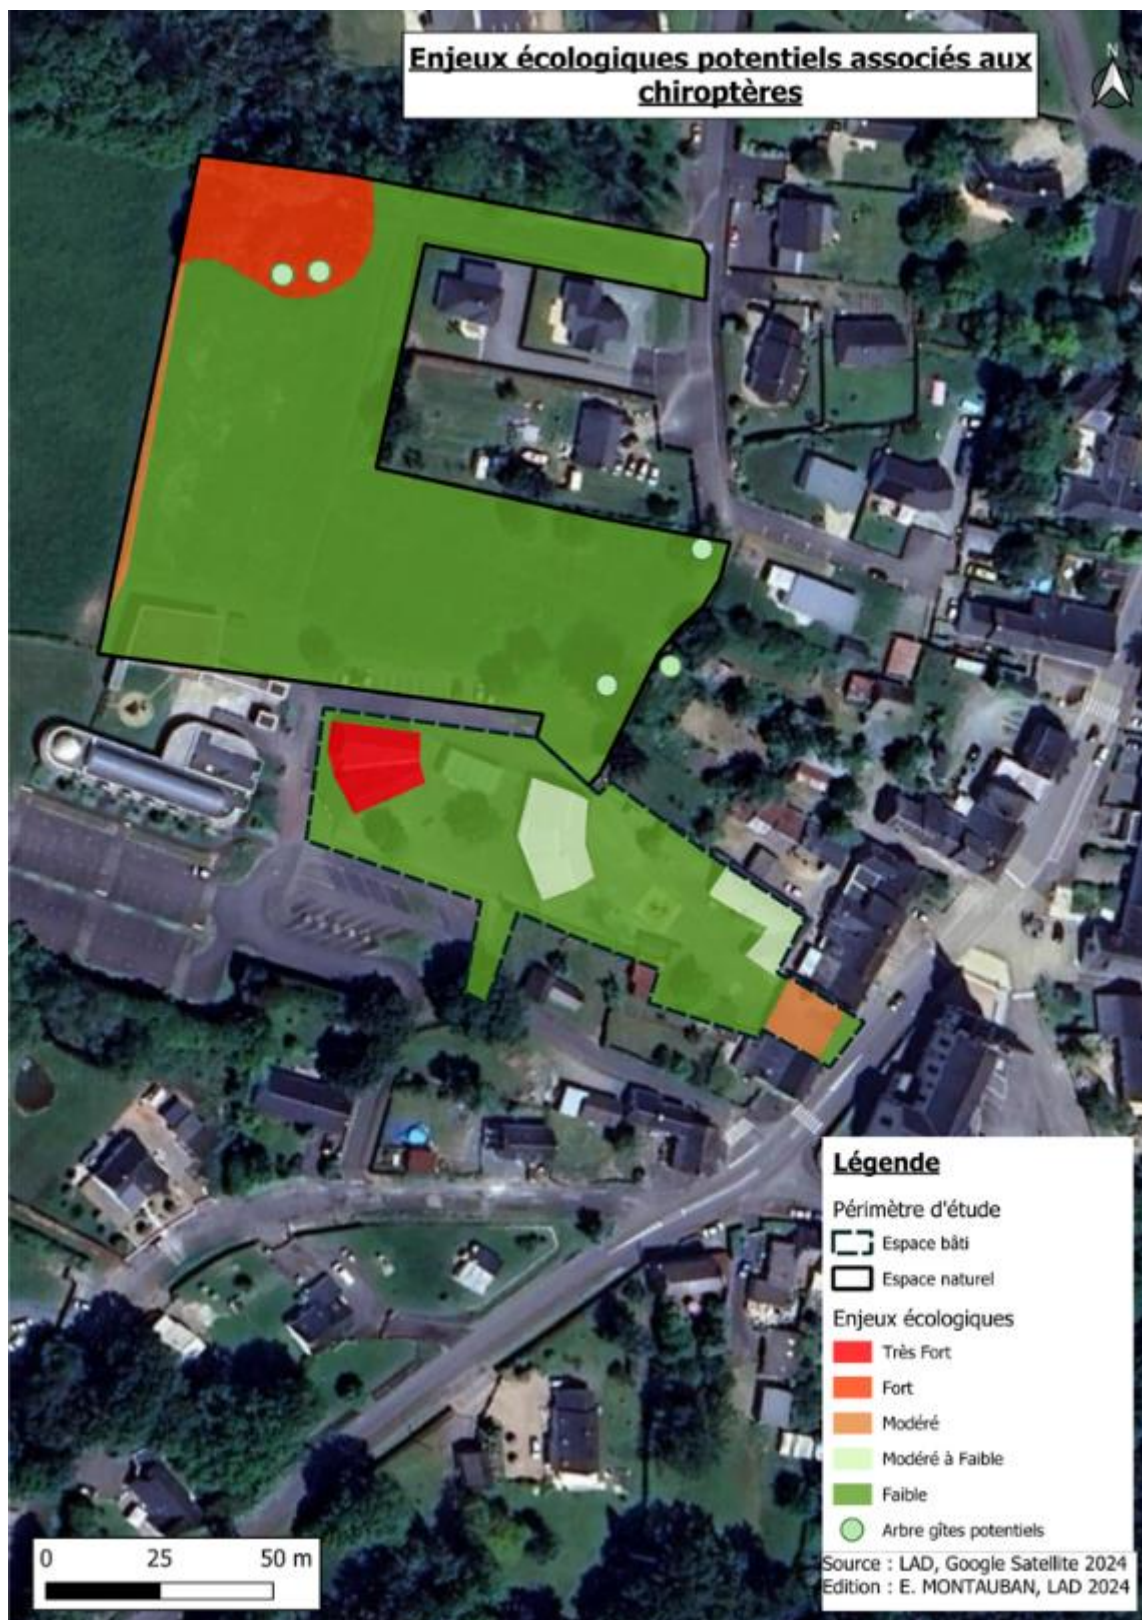 Enjeux écologiques potentiels associés aux
chiroptères
N
Légende
Périmètre d'étude
Espace bâti
Espace naturel
Enjeux écologiques
Très Fort
Fort
Modéré
Modéré à Faible
Faible
Arbre gîtes potentiels
0 25 50 m
Source : LAD, Google Satellite 2024
Edition : E. MONTAUBAN, LAD 2024